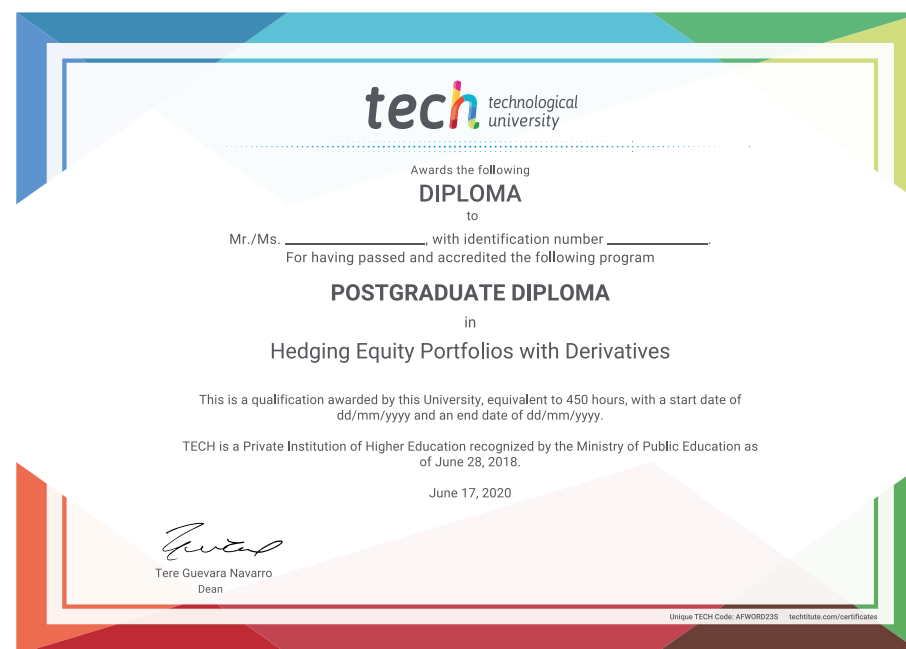 tech technological
university
Awards the following
DIPLOMA
to
Mr./Ms. ____________________, with identification number ______________.
For having passed and accredited the following program
POSTGRADUATE DIPLOMA
in
Hedging Equity Portfolios with Derivatives
This is a qualification awarded by this University, equivalent to 450 hours, with a start date of
dd/mm/yyyy and an end date of dd/mm/yyyy.
TECH is a Private Institution of Higher Education recognized by the Ministry of Public Education as
of June 28, 2018.
June 17, 2020
Tere Guevara Navarro
Dean
Unique TECH Code: AFWORD23S techtitute.com/certificates